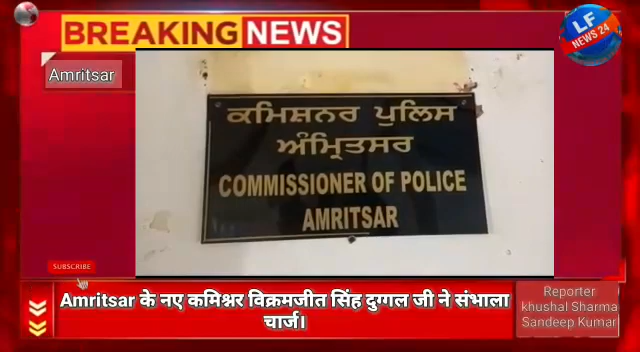 BREAKING NEWS
LF
NEWS 24
Amritsar
ਕਮਿਸ਼ਨਰ ਪੁਲਿਸ
ਅੰਮ੍ਰਿਤਸਰ
COMMISSIONER OF POLICE
AMRITSAR
SUBSCRIBE
Amritsar के नए कमिश्नर विक्रमजीत सिंह दुग्गल जी ने संभाला
चार्ज।
Reporter
khushal Sharma
Sandeep Kumar